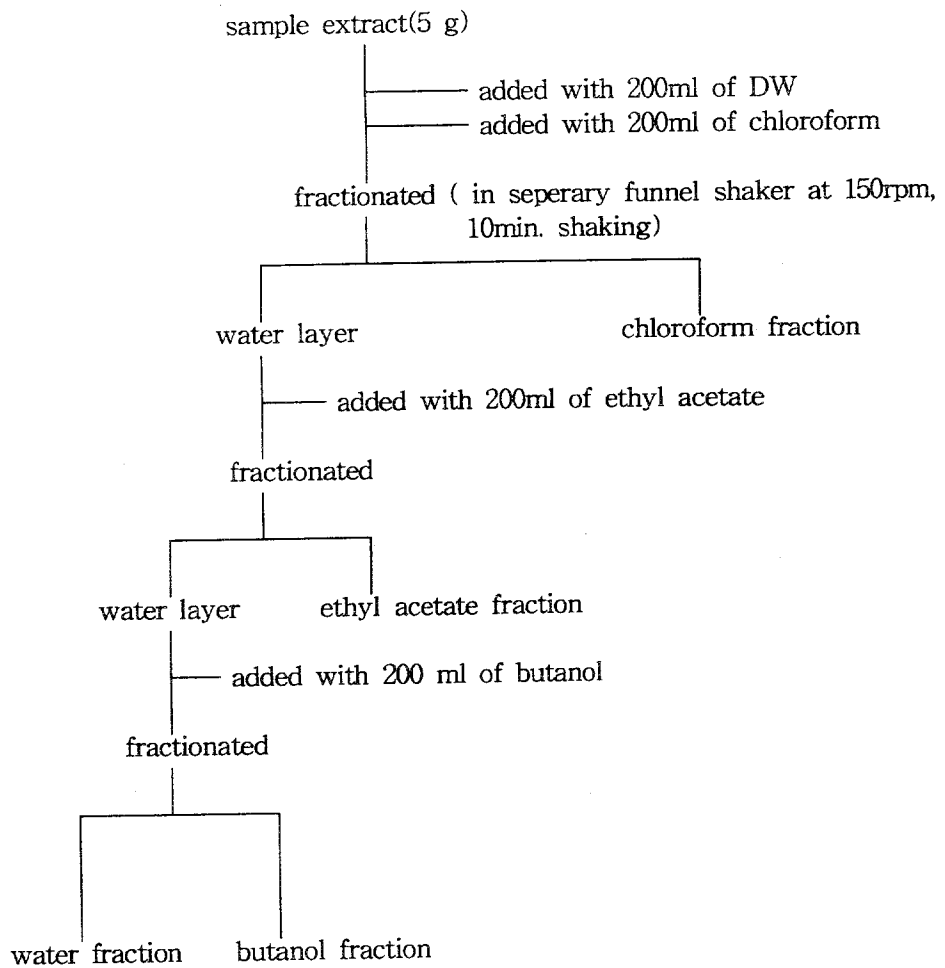 sample extract(5 g)
added with 200ml of DW
added with 200ml of chloroform
fractionated ( in seperary funnel shaker at 150rpm,
10min. shaking)
water layer
chloroform fraction
added with 200ml of ethyl acetate
fractionated
water layer
ethyl acetate fraction
added with 200 ml of butanol
fractionated
water fraction
butanol fraction